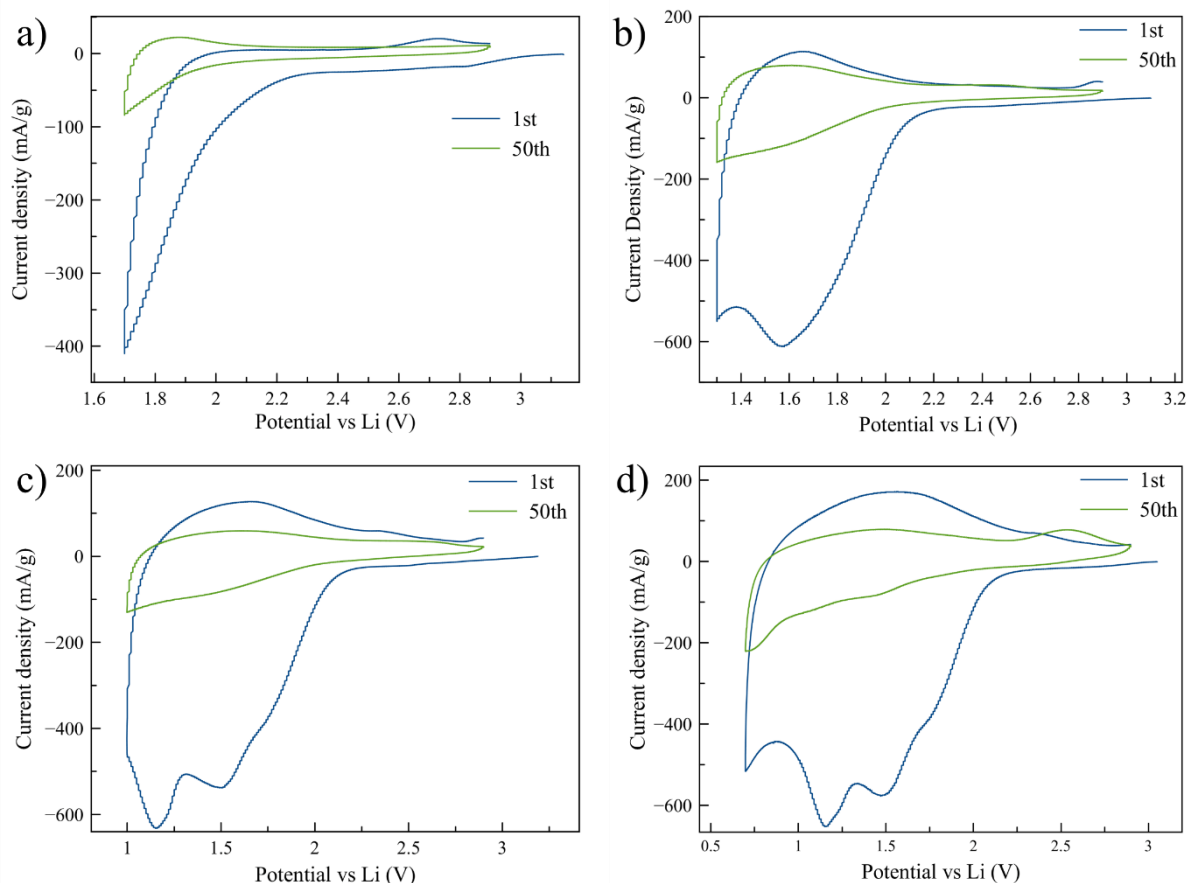 a)
Current density (mA/g)
0
−100
−200
−300
−400
1st
50th
1.6 1.8 2 2.2 2.4 2.6 2.8 3
Potential vs Li (V)
b)
Current Density (mA/g)
200
0
−200
−400
−600
1st
50th
1.4 1.6 1.8 2 2.2 2.4 2.6 2.8 3 3.2
Potential vs Li (V)
c)
Current density (mA/g)
200
0
−200
−400
−600
1st
50th
1 1.5 2 2.5 3
Potential vs Li (V)
d)
Current density (mA/g)
200
0
−200
−400
−600
1st
50th
0.5 1 1.5 2 2.5 3
Potential vs Li (V)